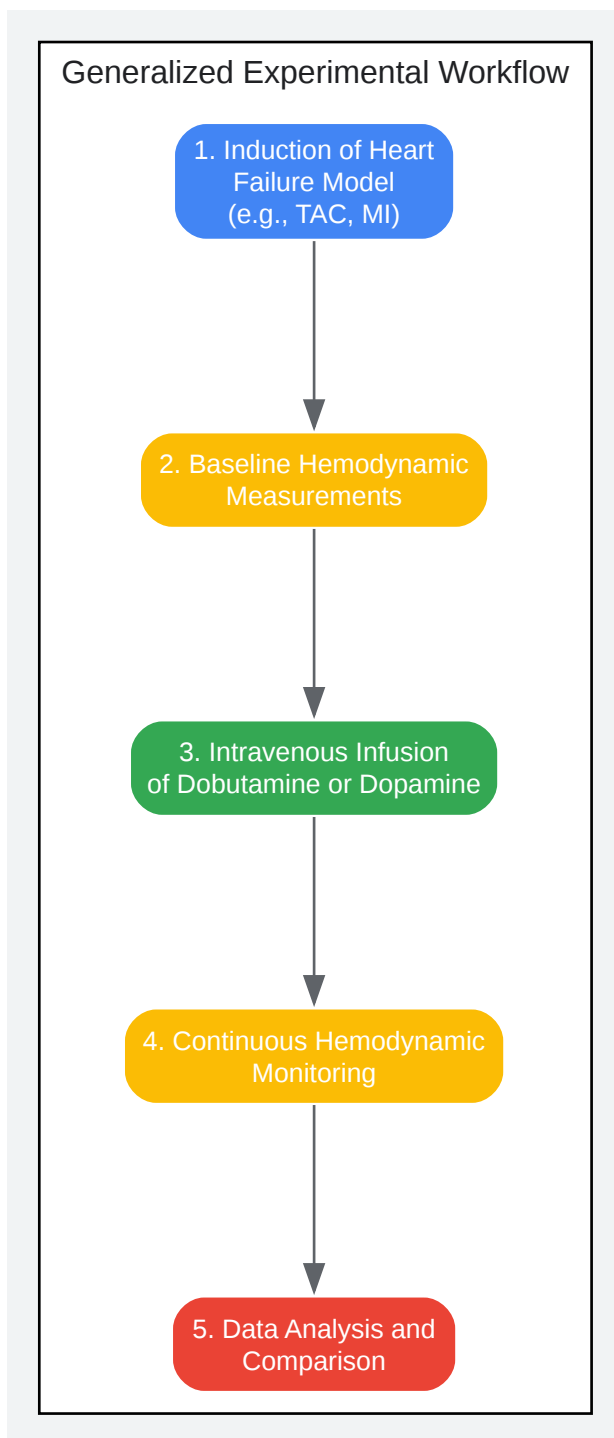 Generalized Experimental Workflow
1. Induction of Heart
Failure Model
(e.g., TAC, MI)
2. Baseline Hemodynamic
Measurements
3. Intravenous Infusion
of Dobutamine or Dopamine
4. Continuous Hemodynamic
Monitoring
5. Data Analysis and
Comparison